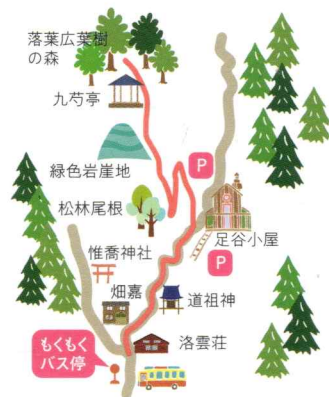 落葉広葉樹
の森
九芍亭
緑色岩崖地
P
松林尾根
足谷小屋
P
惟喬神社
畑嘉
道祖神
もくもく
バス停
洛雲荘